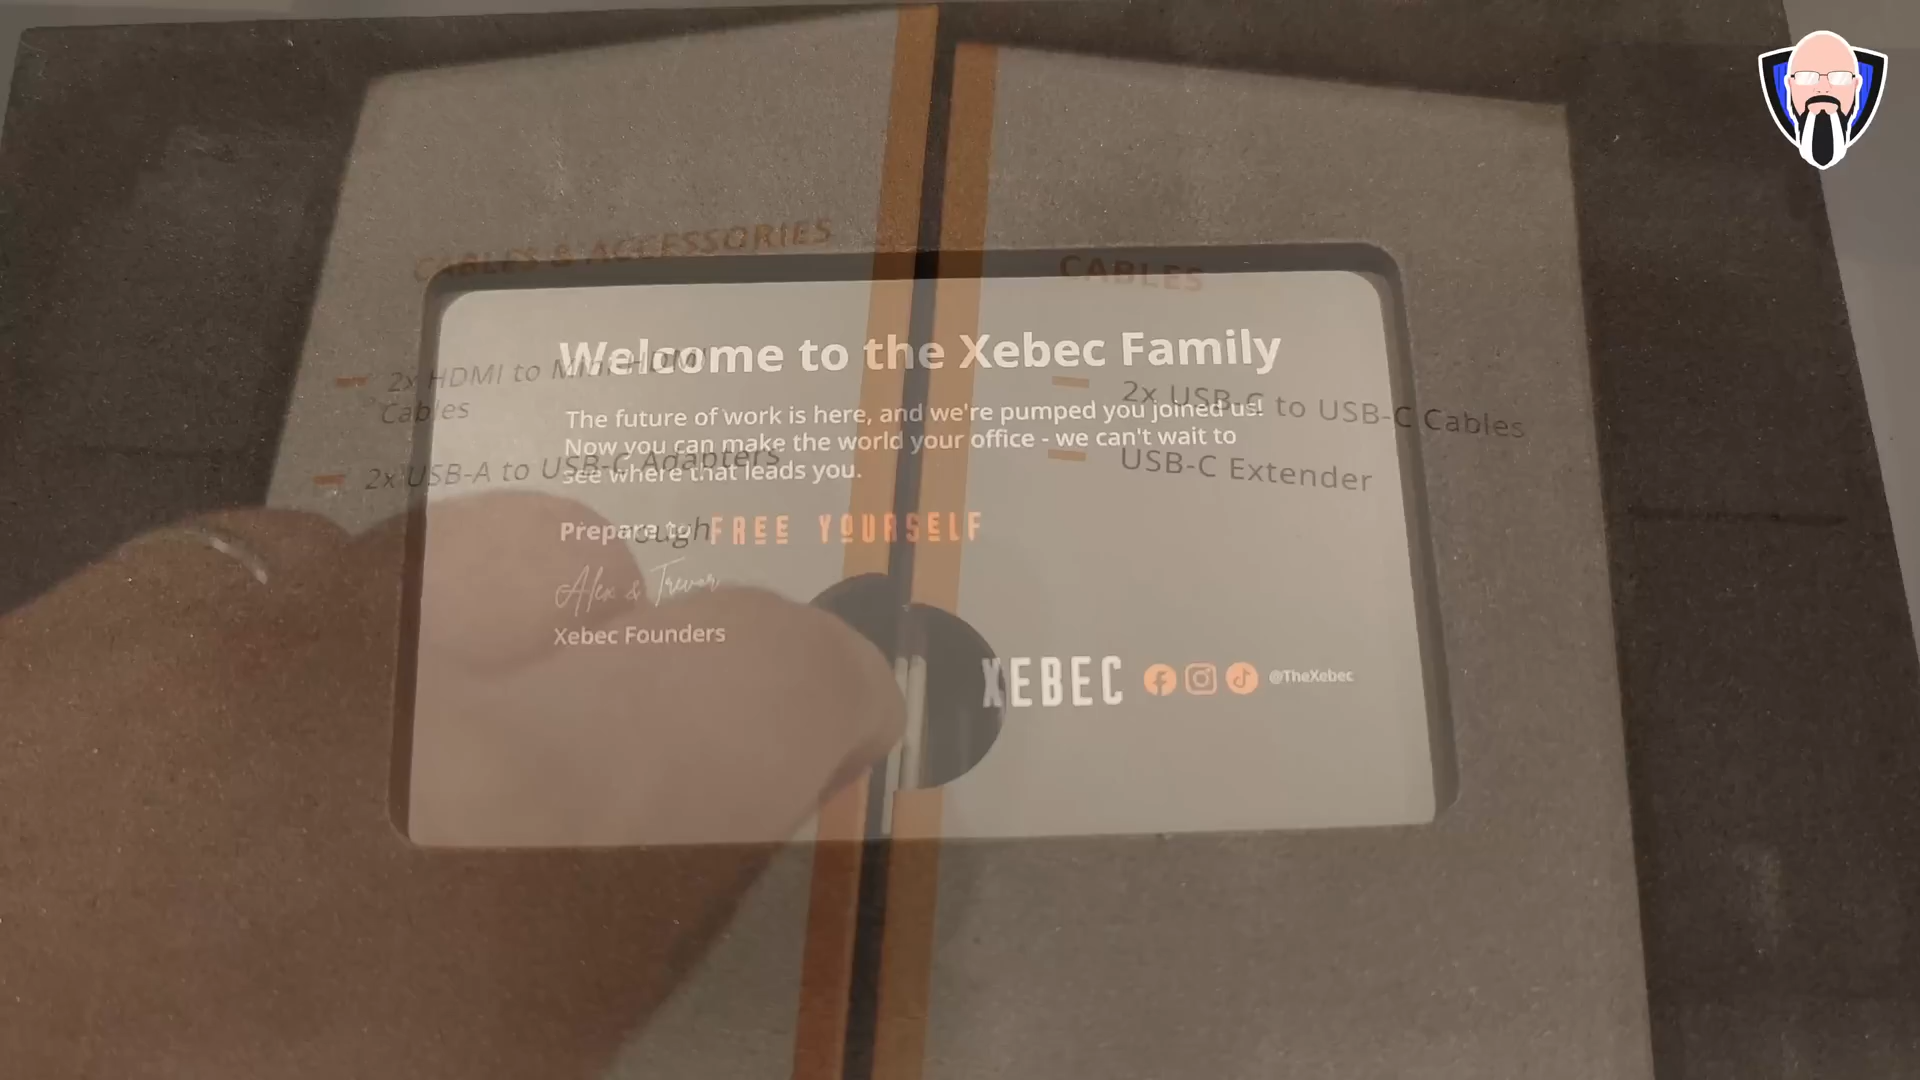 CABLES & ACCESSORIES
2x HDMI to Mini HDMI
Cables
2x USB-A to USB-C Adapters
ough
CABLES
2x USB-C to USB-C Cables
USB-C Extender
Welcome to the Xebec Family
The future of work is here, and we're pumped you joined us!
Now you can make the world your office - we can't wait to
see where that leads you.
Prepare to FREE YOURSELF
Alex & Trevor
Xebec Founders
XEBEC @TheXebec